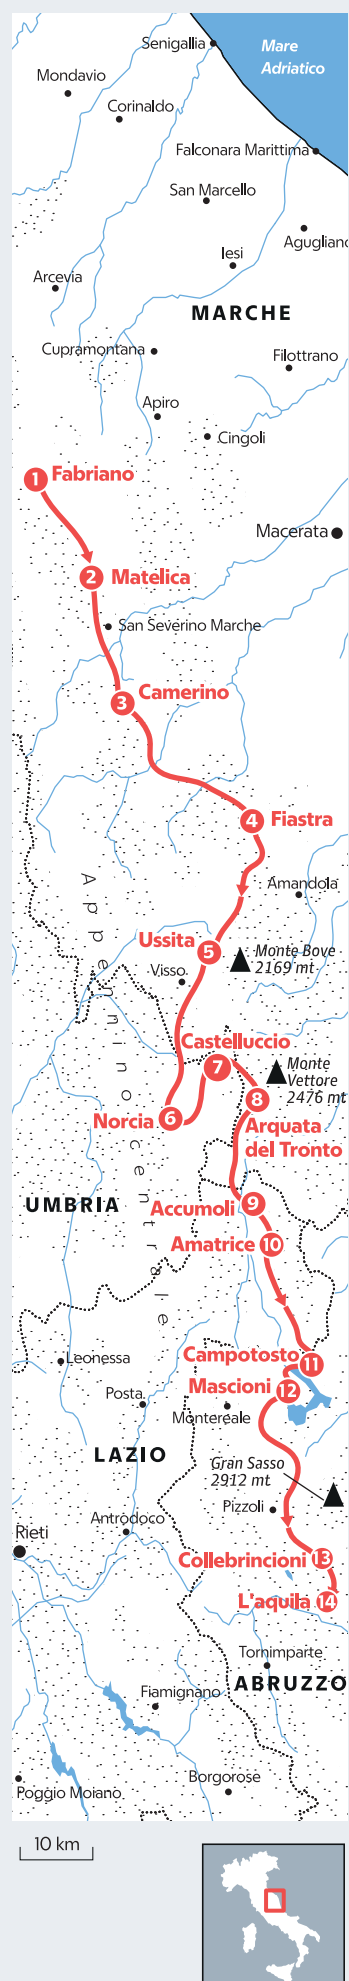 Senigallia
Mare
Adriatico
Mondavio
Corinaldo
Falconara Marittima
San Marcello
Agugliano
Iesi
Arcevia
MARCHE
Cupramontana
Filottrano
Apiro
Cingoli
1 Fabriano
Macerata
2 Matelica
San Severino Marche
3 Camerino
4 Fiastra
Appennino centrale
Amandola
Ussita
5
Monte Bove
2169 mt
Visso
Castelluccio
7
Monte
Vettore
2476 mt
8
Norcia 6
Arquata
del Tronto
UMBRIA
Accumoli 9
Amatrice 10
Campotosto 11
Leonessa
Mascioni 12
Posta
Montereale
LAZIO
Gran Sasso
2912 mt
Pizzoli
Antrodoco
Rieti
Collebrincioni 13
L'aquila 14
Tornimparte
ABRUZZO
Fiamignano
Borgorose
Poggio Moiano
10 km